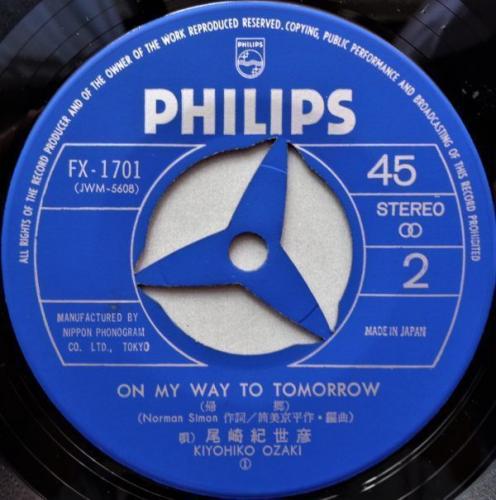 ALL RIGHTS OF THE RECORD PRODUCER AND OF THE OWNER OF THE WORK REPRODUCED RESERVED. COPYING, PUBLIC PERFORMANCE AND BROADCASTING OF THIS RECORD PROHIBITED
PHILIPS
PHILIPS
FX-1701
(JWM-5608)
45
STEREO
2
MANUFACTURED BY
NIPPON PHONOGRAM
CO. LTD., TOKYO
MADE IN JAPAN
ON MY WAY TO TOMORROW
(帰 郷)
(Norman Simon 作詞/筒美京平作・編曲)
唄) 尾崎紀世彦
KIYOHIKO OZAKI
①